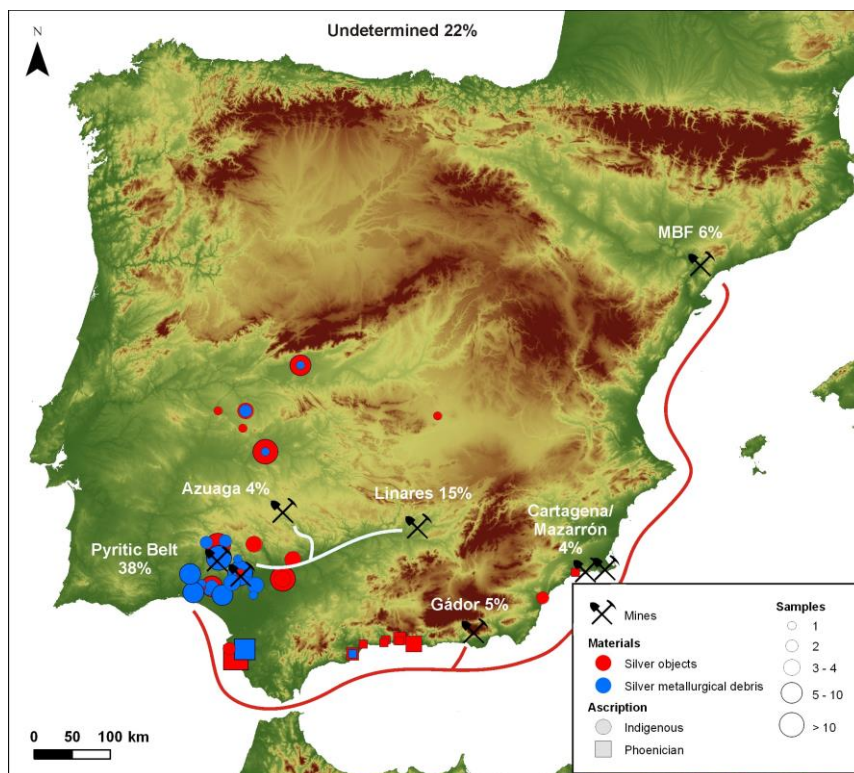 Undetermined 22%
N
MBF 6%
Azuaga 4%
Linares 15%
Cartagena/
Mazarrón
4%
Pyritic Belt
38%
Gádor 5%
Mines
Materials
Silver objects
Silver metallurgical debris
Ascription
Indigenous
Phoenician
Samples
1
2
3 - 4
5 - 10
> 10
0 50 100 km